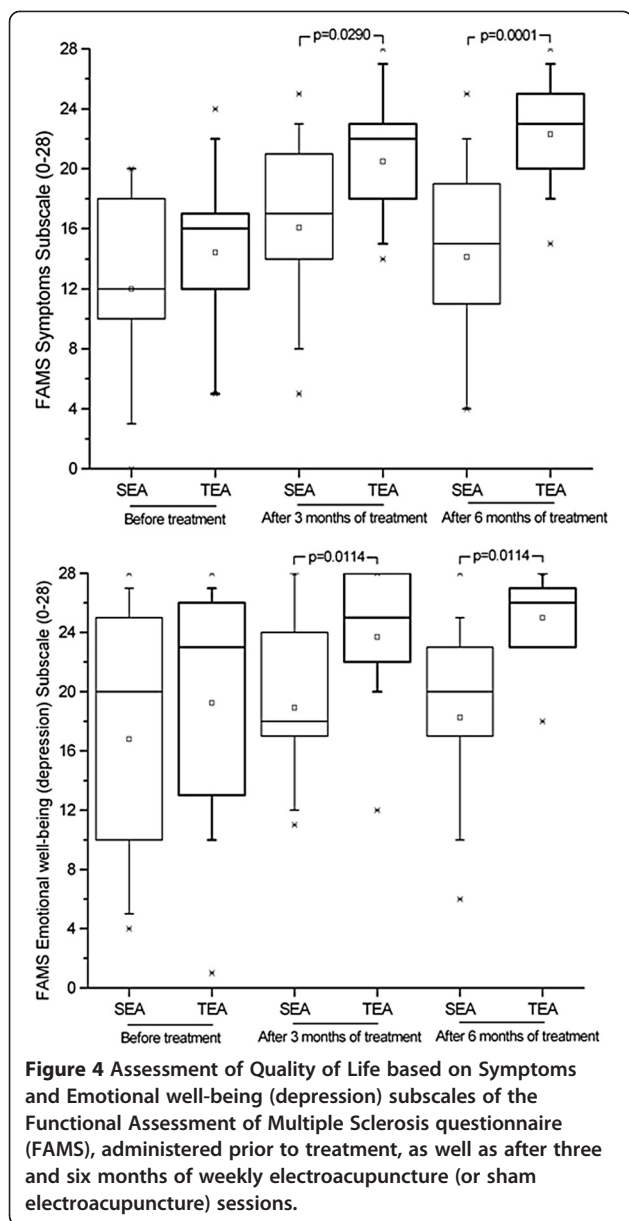 p=0.0290
p=0.0001
28
24
20
16
12
8
4
0
FAMS Symptoms Subscale (0-28)
SEA TEA SEA TEA SEA TEA
Before treatment After 3 months of treatment After 6 months of treatment
p=0.0114
p=0.0114
28
24
20
16
12
8
4
0
FAMS Emotional well-being (depression) Subscale (0-28)
SEA TEA SEA TEA SEA TEA
Before treatment After 3 months of treatment After 6 months of treatment
Figure 4 Assessment of Quality of Life based on Symptoms
and Emotional well-being (depression) subscales of the
Functional Assessment of Multiple Sclerosis questionnaire
(FAMS), administered prior to treatment, as well as after three
and six months of weekly electroacupuncture (or sham
electroacupuncture) sessions.